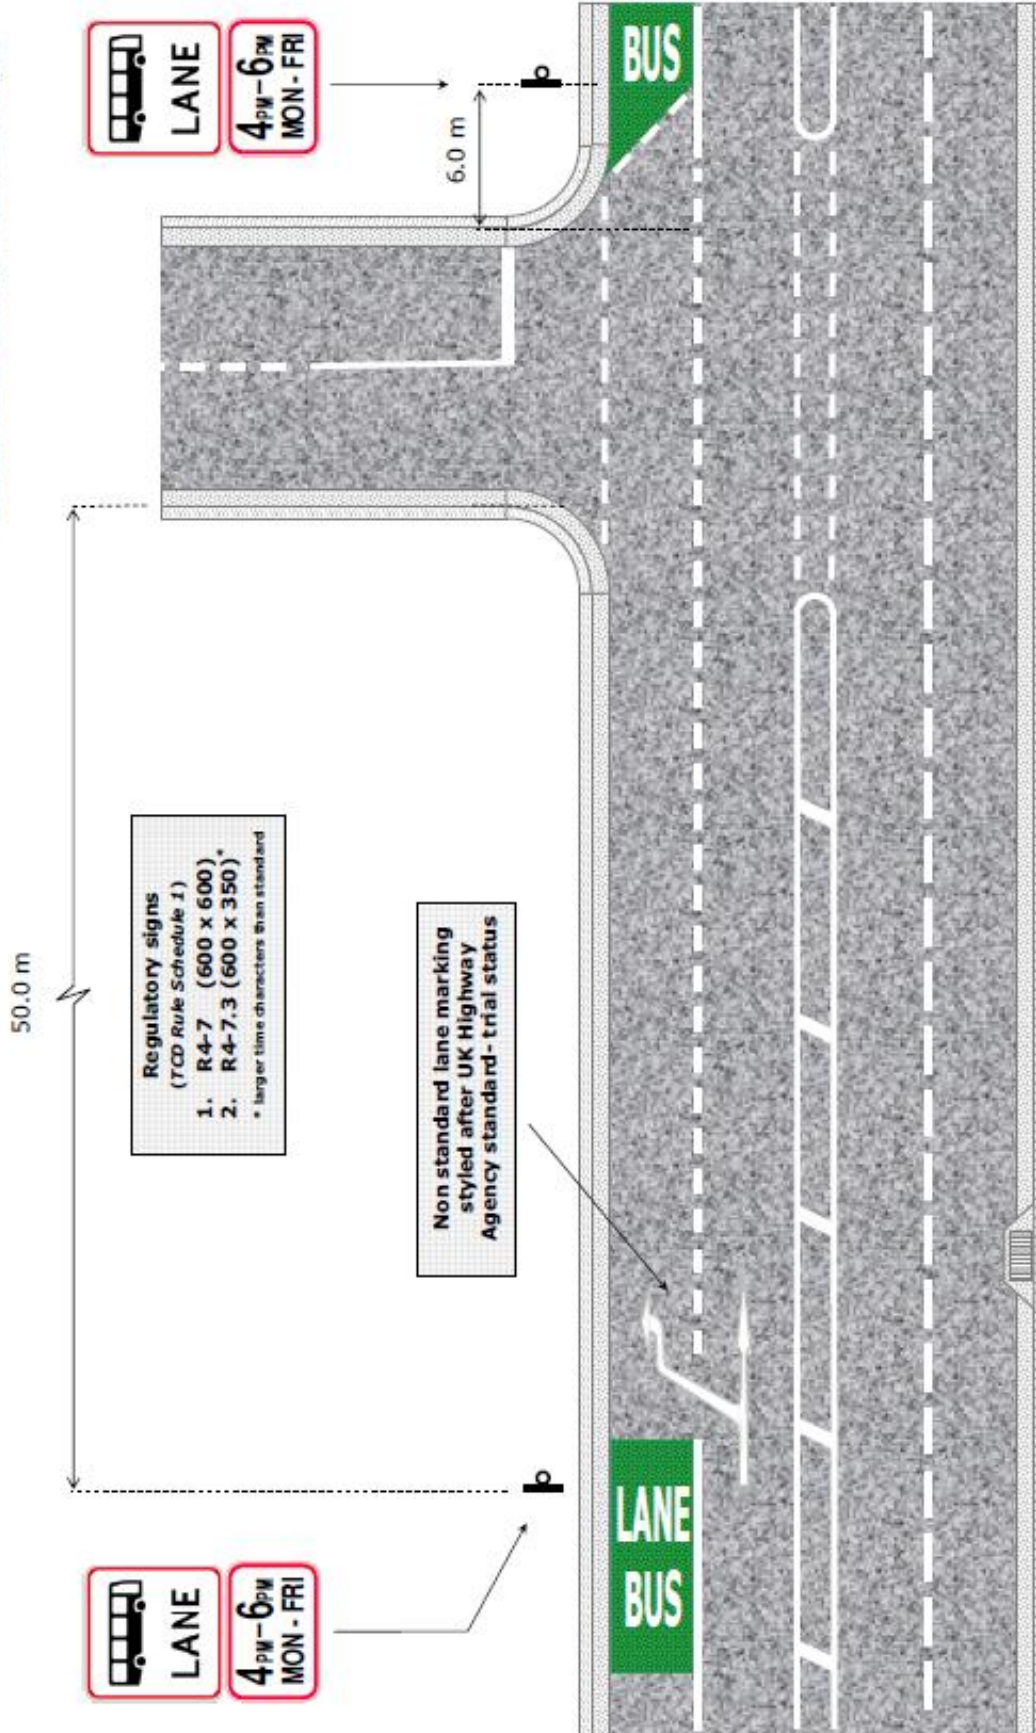 50.0 m
LANE
4PM-6PM
MON - FRI
Regulatory signs
(TCD Rule Schedule 1)
1. R4-7 (600 x 600)
2. R4-7.3 (600 x 350)*
* larger time characters than standard
LANE
4PM-6PM
MON - FRI
Non standard lane marking
styled after UK Highway
Agency standard- trial status
6.0 m
LANE
BUS
BUS